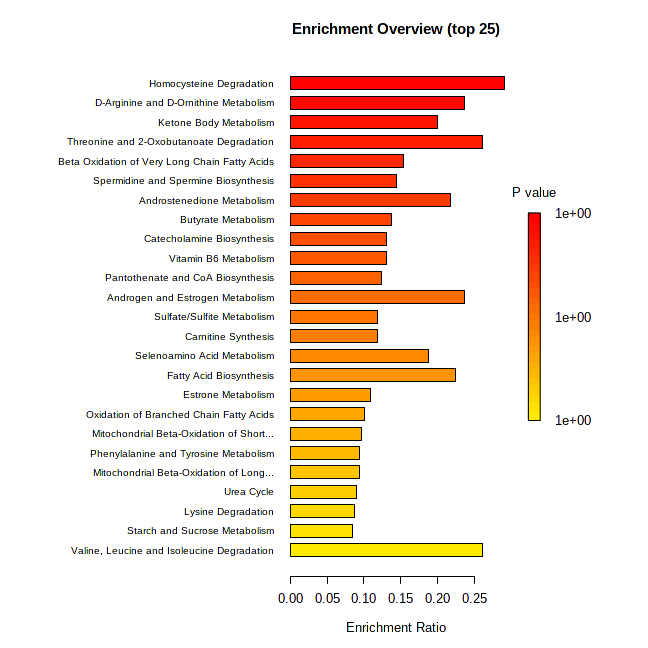 Enrichment Overview (top 25)
Homocysteine Degradation
D-Arginine and D-Ornithine Metabolism
Ketone Body Metabolism
Threonine and 2-Oxobutanoate Degradation
Beta Oxidation of Very Long Chain Fatty Acids
Spermidine and Spermine Biosynthesis
Androstenedione Metabolism
Butyrate Metabolism
Catecholamine Biosynthesis
Vitamin B6 Metabolism
Pantothenate and CoA Biosynthesis
Androgen and Estrogen Metabolism
Sulfate/Sulfite Metabolism
Carnitine Synthesis
Selenoamino Acid Metabolism
Fatty Acid Biosynthesis
Estrone Metabolism
Oxidation of Branched Chain Fatty Acids
Mitochondrial Beta-Oxidation of Short...
Phenylalanine and Tyrosine Metabolism
Mitochondrial Beta-Oxidation of Long...
Urea Cycle
Lysine Degradation
Starch and Sucrose Metabolism
Valine, Leucine and Isoleucine Degradation
0.00 0.05 0.10 0.15 0.20 0.25
Enrichment Ratio
P value
1e+00
1e+00
1e+00